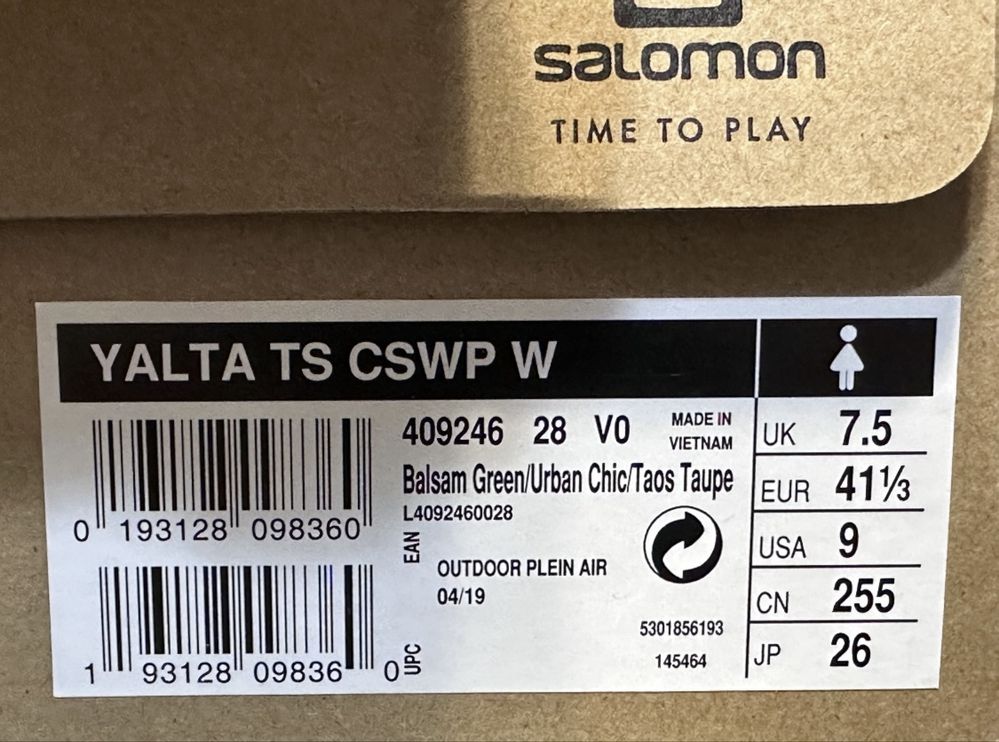 SALOMON
TIME TO PLAY
YALTA TS CSWP W
409246 28 V0
MADE IN
VIETNAM
Balsam Green/Urban Chic/Taos Taupe
L4092460028
0 193128 098360
EAN
OUTDOOR PLEIN AIR
04/19
5301856193
145464
1 93128 09836 0
UPC
UK 7.5
EUR 41⅓
USA 9
CN 255
JP 26